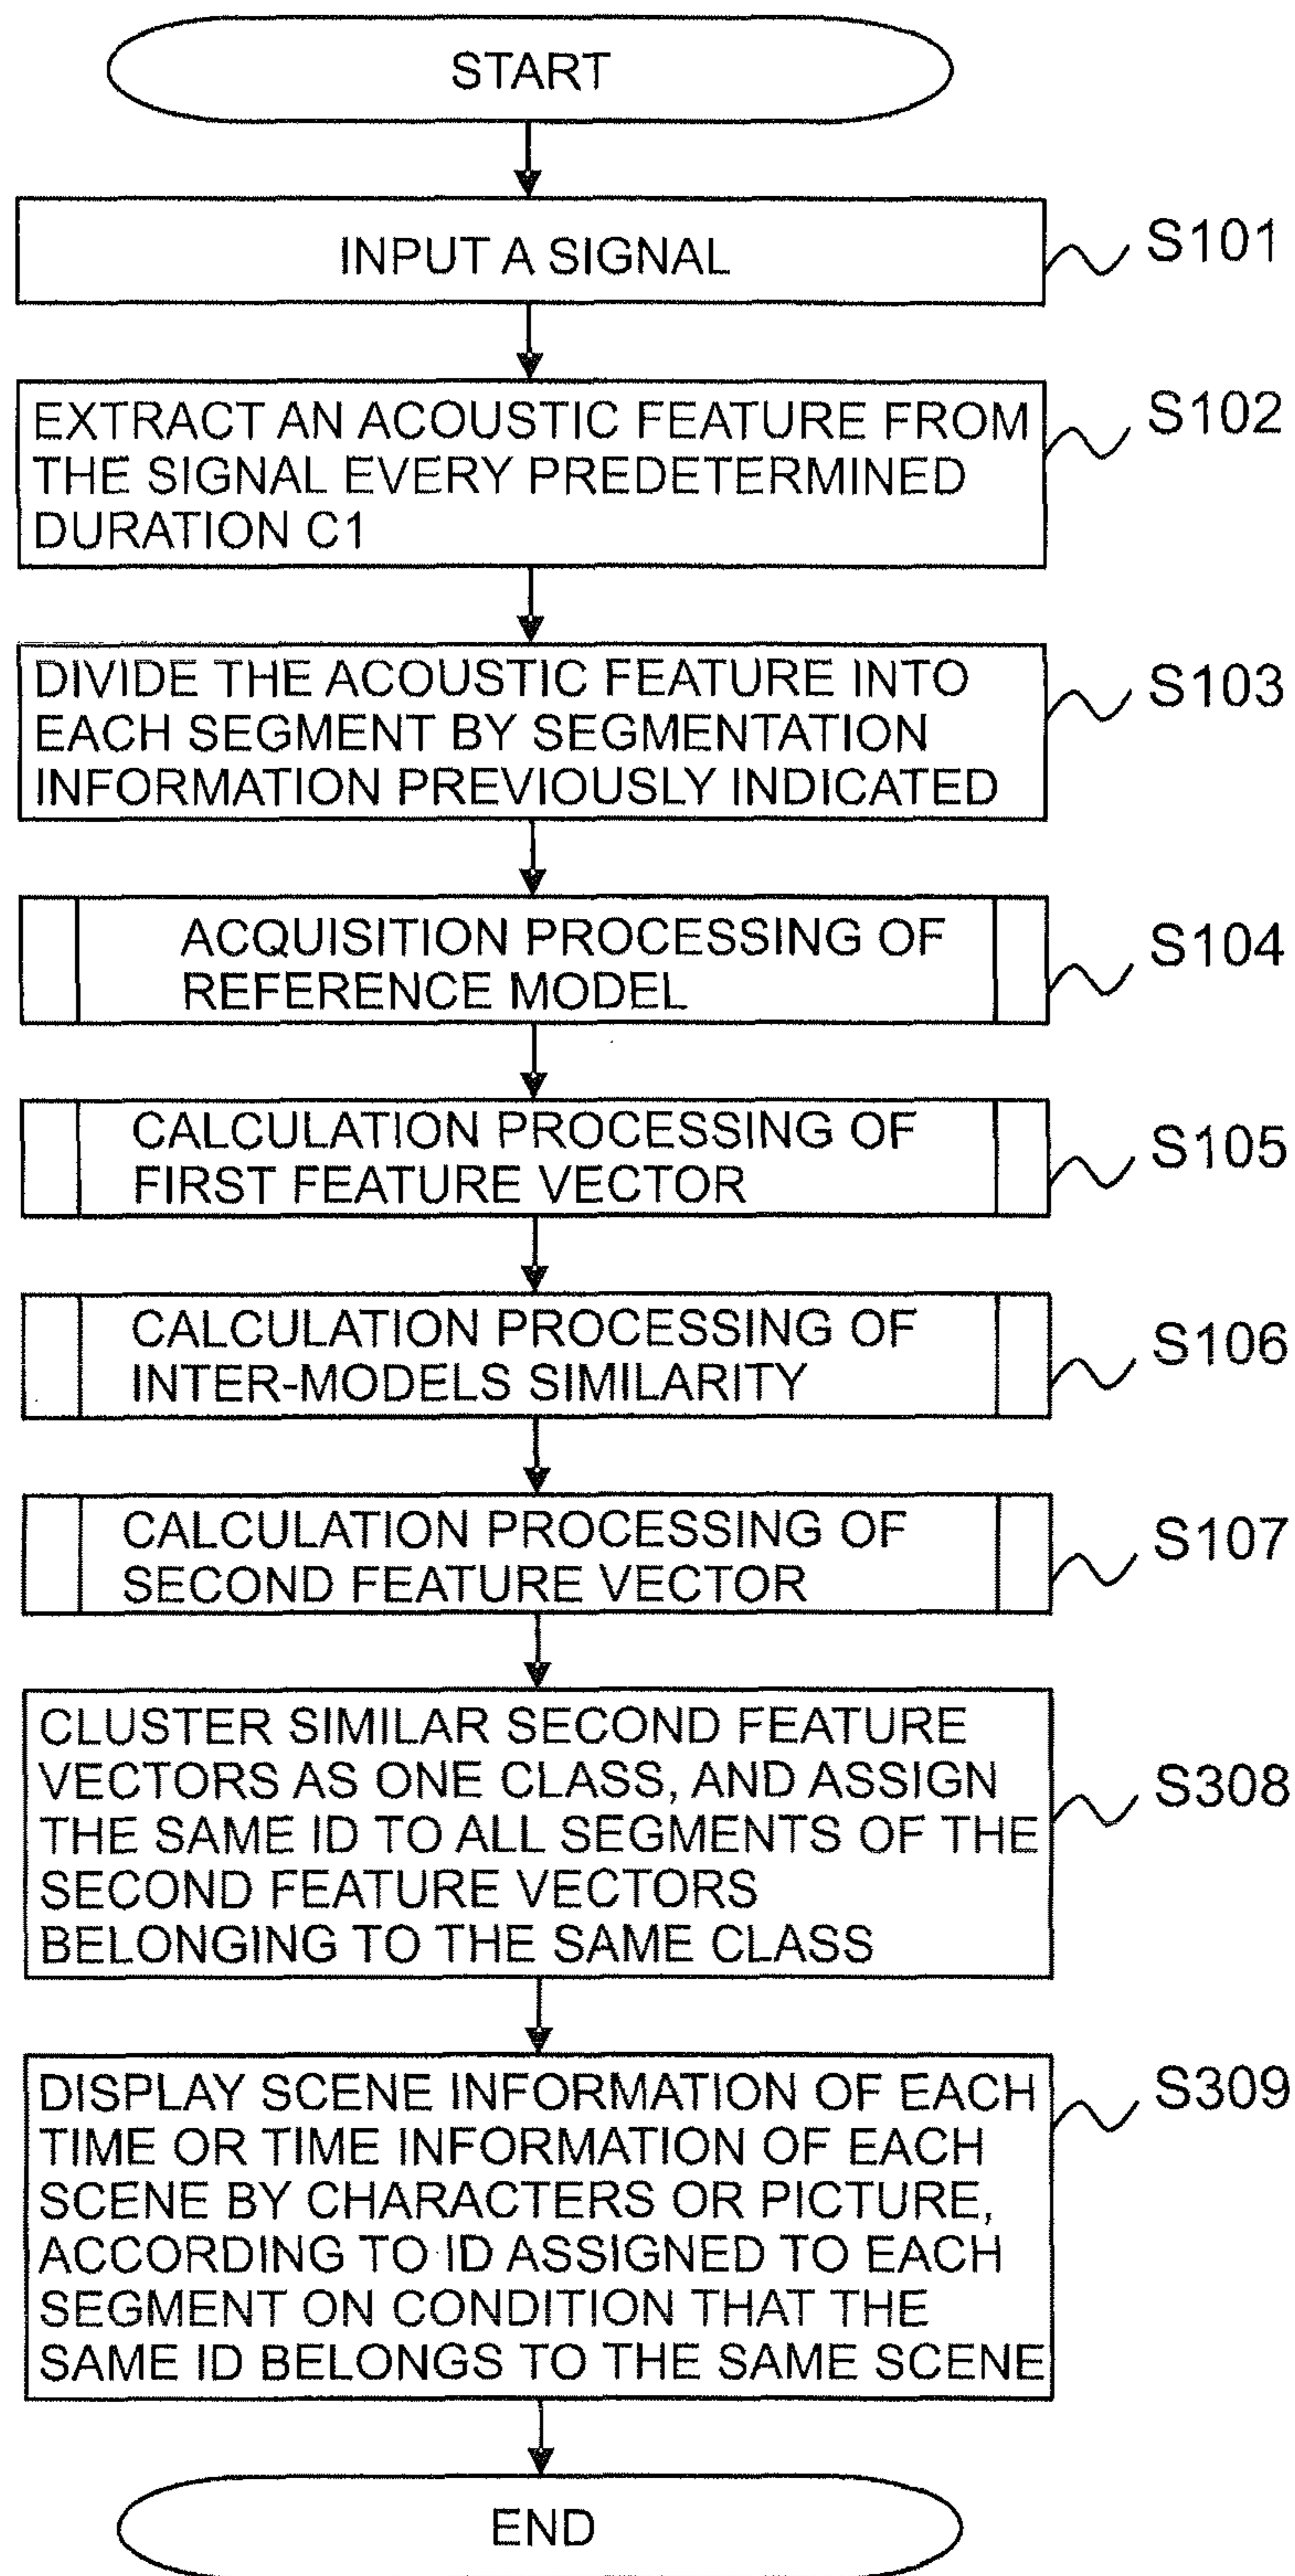 START
INPUT A SIGNAL
S101
EXTRACT AN ACOUSTIC FEATURE FROM
THE SIGNAL EVERY PREDETERMINED
DURATION C1
S102
DIVIDE THE ACOUSTIC FEATURE INTO
EACH SEGMENT BY SEGMENTATION
INFORMATION PREVIOUSLY INDICATED
S103
ACQUISITION PROCESSING OF
REFERENCE MODEL
S104
CALCULATION PROCESSING OF
FIRST FEATURE VECTOR
S105
CALCULATION PROCESSING OF
INTER-MODELS SIMILARITY
S106
CALCULATION PROCESSING OF
SECOND FEATURE VECTOR
S107
CLUSTER SIMILAR SECOND FEATURE
VECTORS AS ONE CLASS, AND ASSIGN
THE SAME ID TO ALL SEGMENTS OF THE
SECOND FEATURE VECTORS
BELONGING TO THE SAME CLASS
S308
DISPLAY SCENE INFORMATION OF EACH
TIME OR TIME INFORMATION OF EACH
SCENE BY CHARACTERS OR PICTURE,
ACCORDING TO ID ASSIGNED TO EACH
SEGMENT ON CONDITION THAT THE
SAME ID BELONGS TO THE SAME SCENE
S309
END